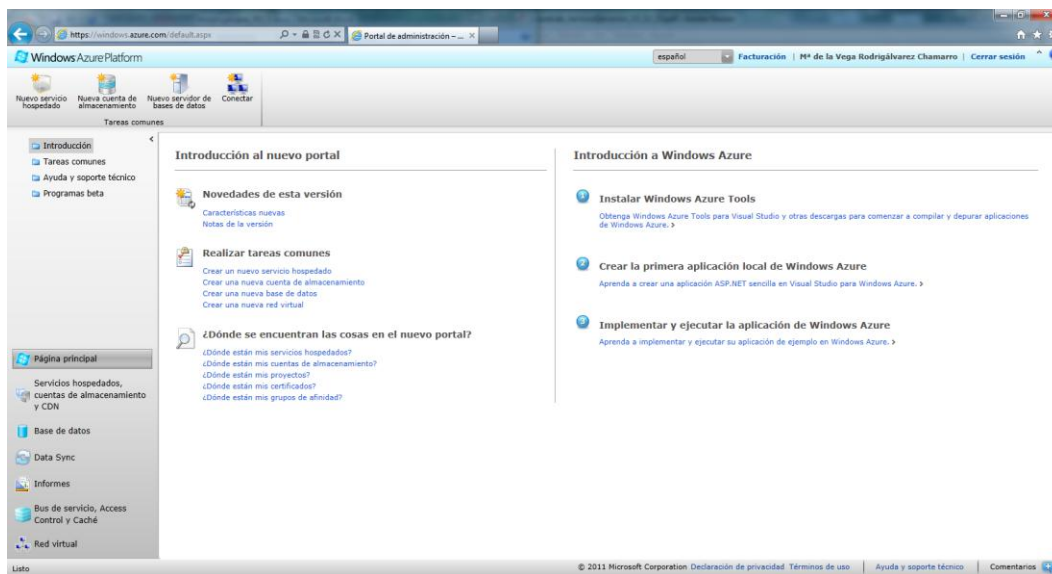 https://windows.azure.com/default.aspx
Portal de administración – ...
Windows Azure Platform
español
Facturación | Mª de la Vega Rodrigálvarez Chamarro | Cerrar sesión
Nuevo servicio hospedado
Nueva cuenta de almacenamiento
Nuevo servidor de bases de datos
Conectar
Tareas comunes
Introducción
Tareas comunes
Ayuda y soporte técnico
Programas beta
Página principal
Servicios hospedados,
cuentas de almacenamiento
y CDN
Base de datos
Data Sync
Informes
Bus de servicio, Access
Control y Caché
Red virtual
Introducción al nuevo portal
Novedades de esta versión
Características nuevas
Notas de la versión
Realizar tareas comunes
Crear un nuevo servicio hospedado
Crear una nueva cuenta de almacenamiento
Crear una nueva base de datos
Crear una nueva red virtual
¿Dónde se encuentran las cosas en el nuevo portal?
¿Dónde están mis servicios hospedados?
¿Dónde están mis cuentas de almacenamiento?
¿Dónde están mis proyectos?
¿Dónde están mis certificados?
¿Dónde están mis grupos de afinidad?
Introducción a Windows Azure
1
Instalar Windows Azure Tools
Obtenga Windows Azure Tools para Visual Studio y otras descargas para comenzar a compilar y depurar aplicaciones
de Windows Azure. >
2
Crear la primera aplicación local de Windows Azure
Aprenda a crear una aplicación ASP.NET sencilla en Visual Studio para Windows Azure. >
3
Implementar y ejecutar la aplicación de Windows Azure
Aprenda a implementar y ejecutar su aplicación de ejemplo en Windows Azure. >
Listo
© 2011 Microsoft Corporation Declaración de privacidad Términos de uso | Ayuda y soporte técnico | Comentarios